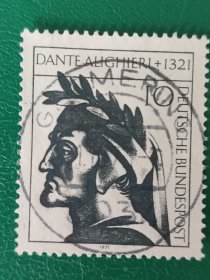 DANTE ALIGHIERI +1321
10
DEUTSCHE BUNDESPOST
1971